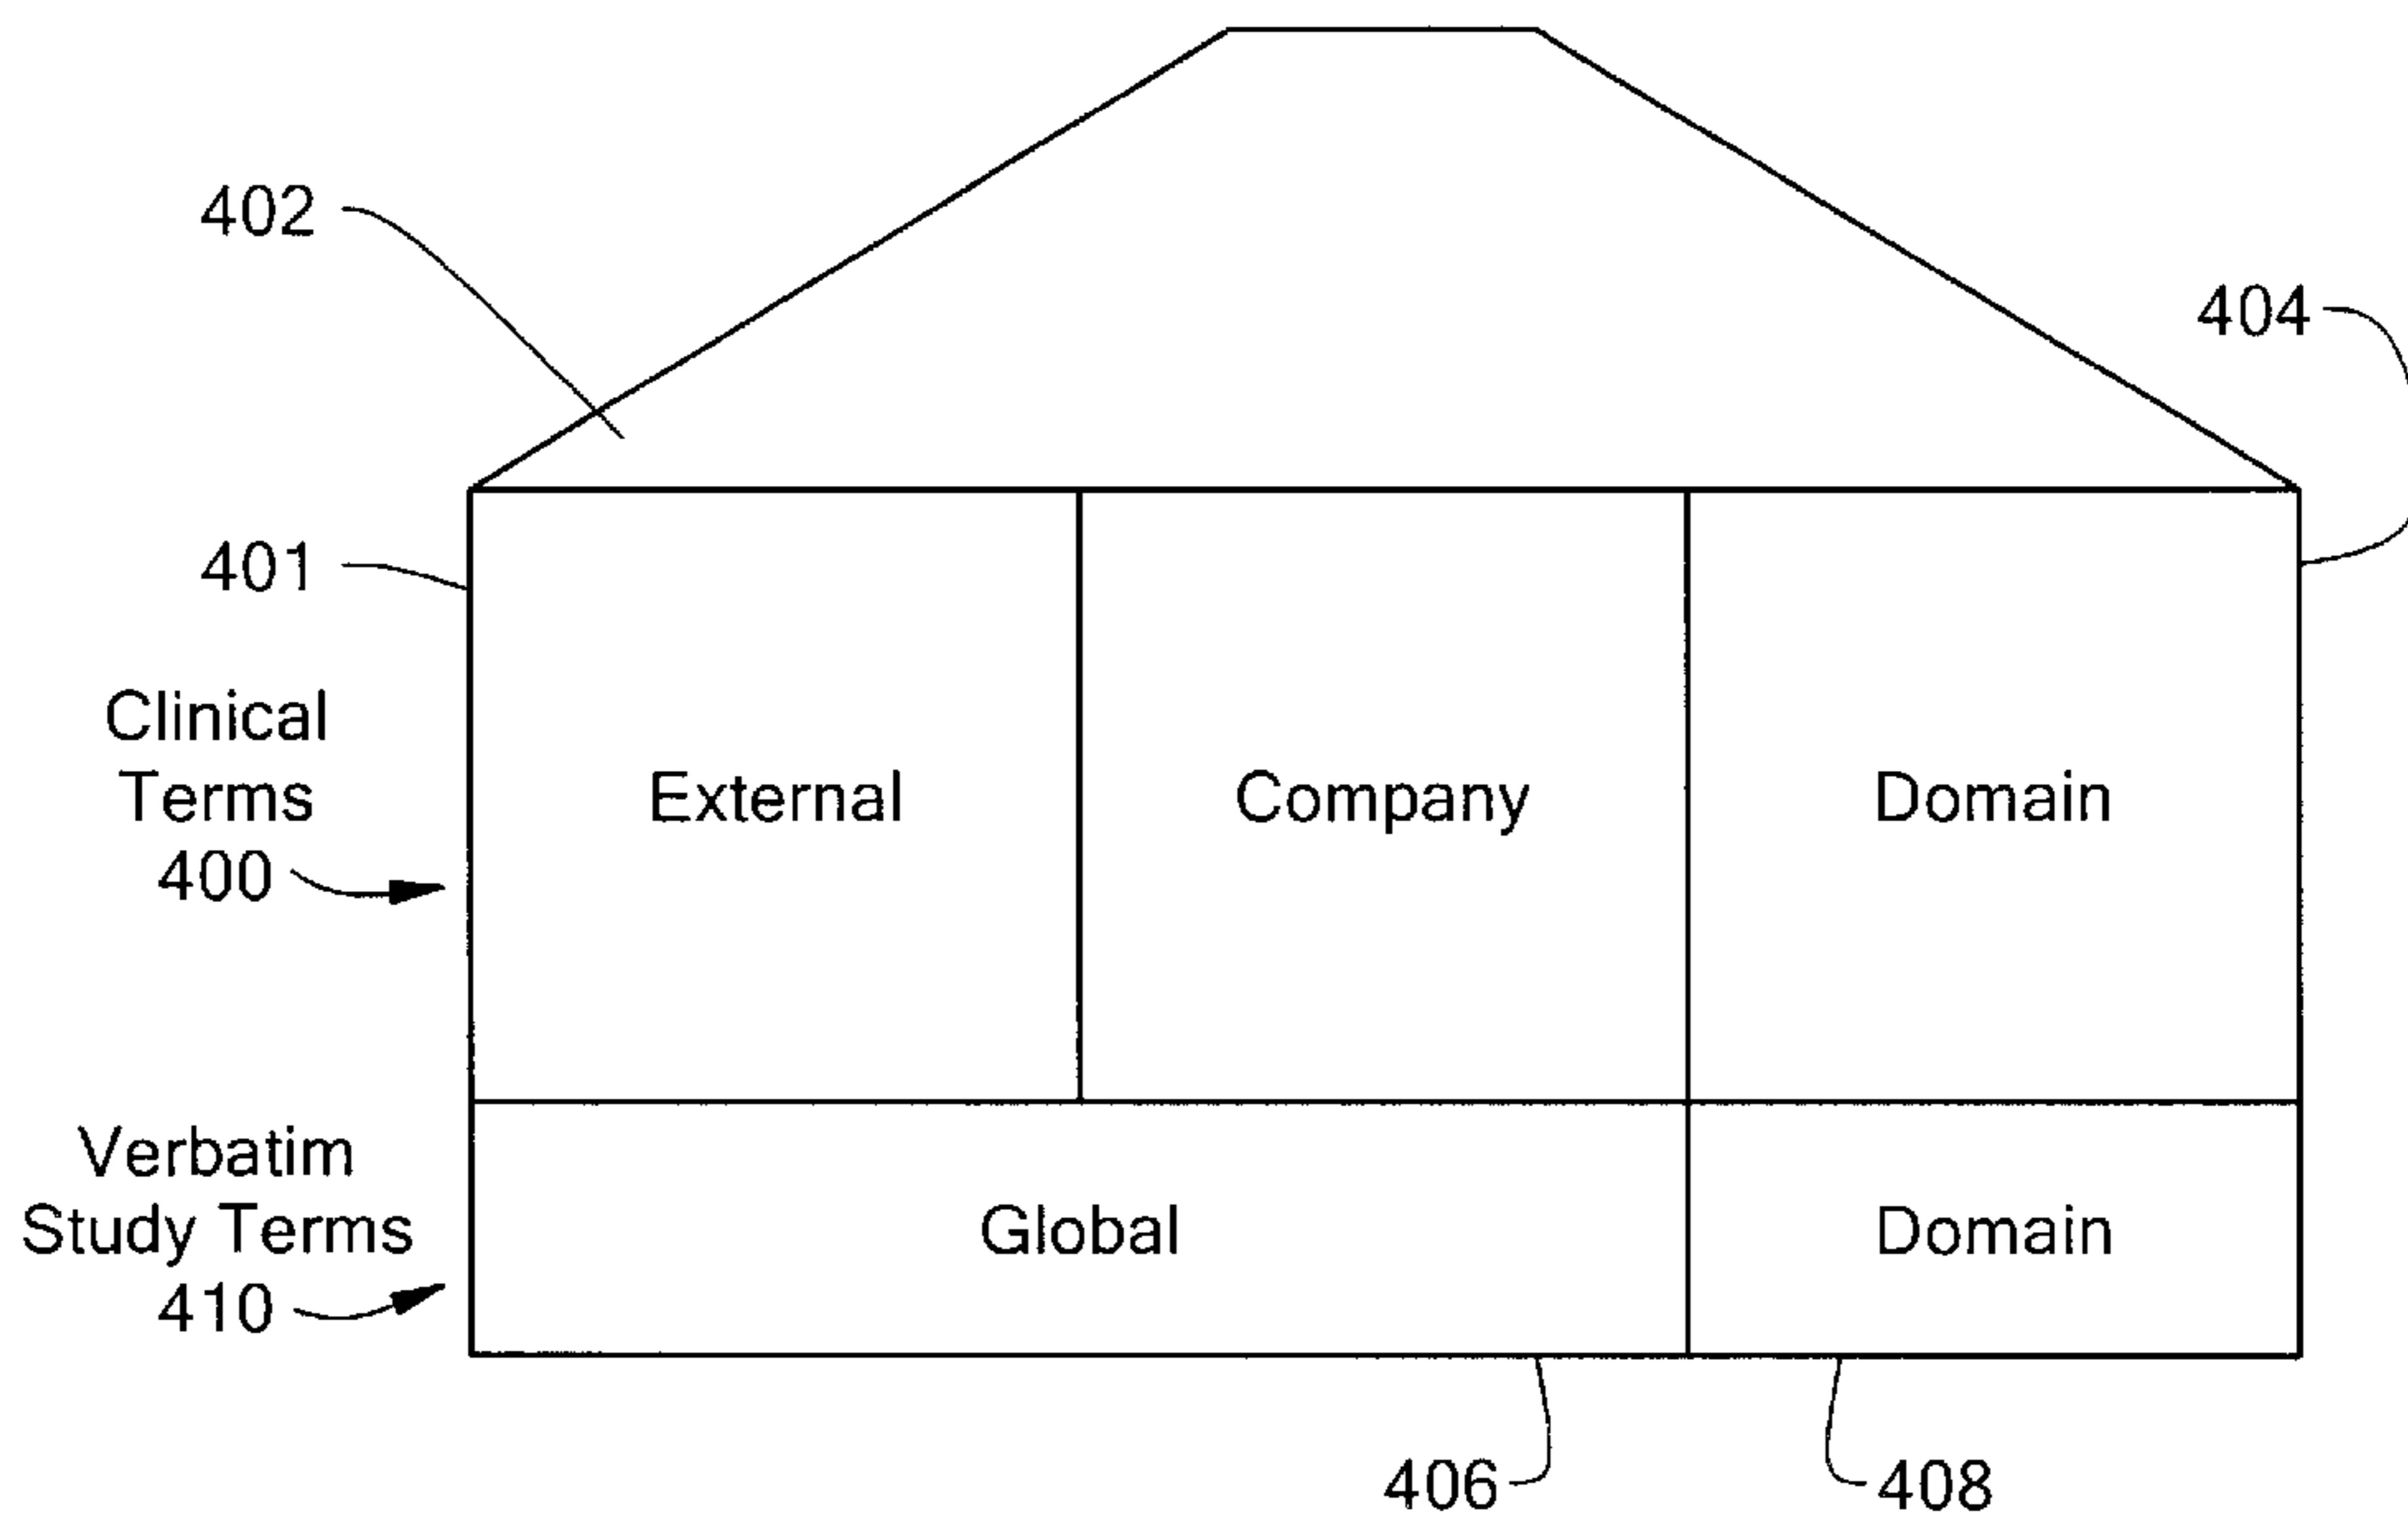 402
404
401
Clinical
Terms
400
External
Company
Domain
Verbatim
Study Terms
410
Global
Domain
406
408